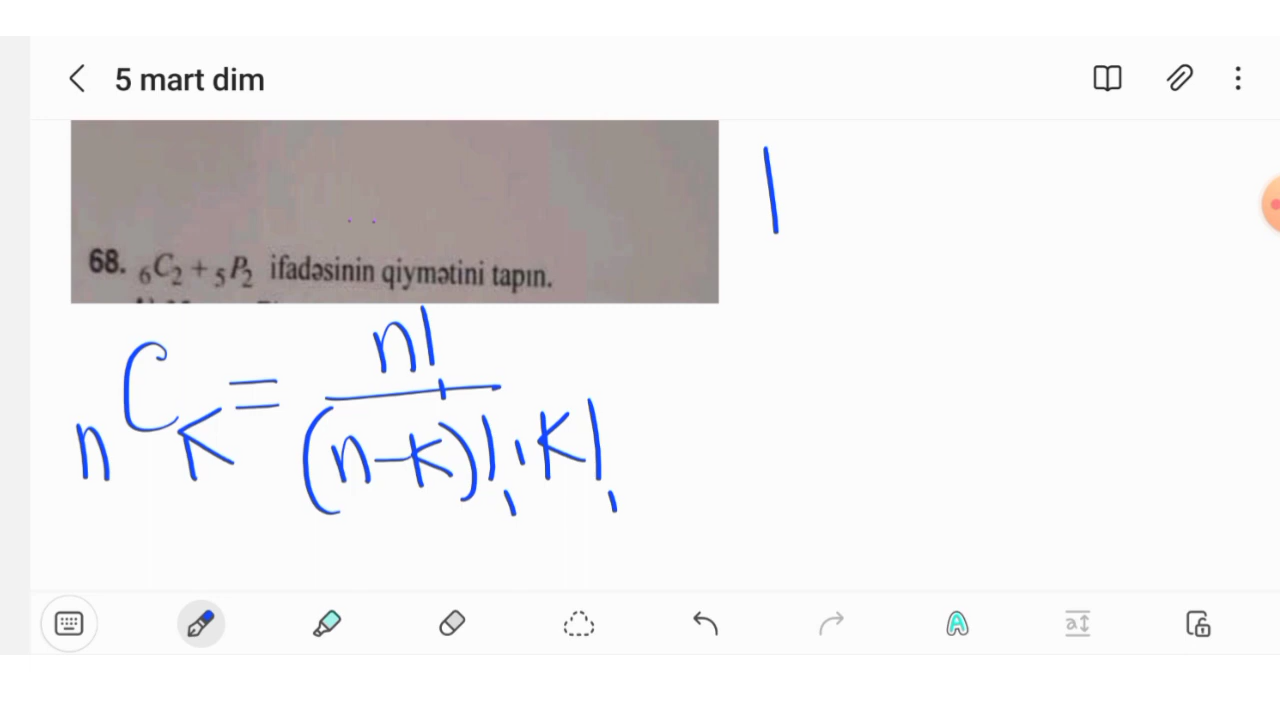 5 mart dim
68. ₆C₂ + ₅P₂ ifadəsinin qiymətini tapın.
nCK = n! / (n-k)! · K!